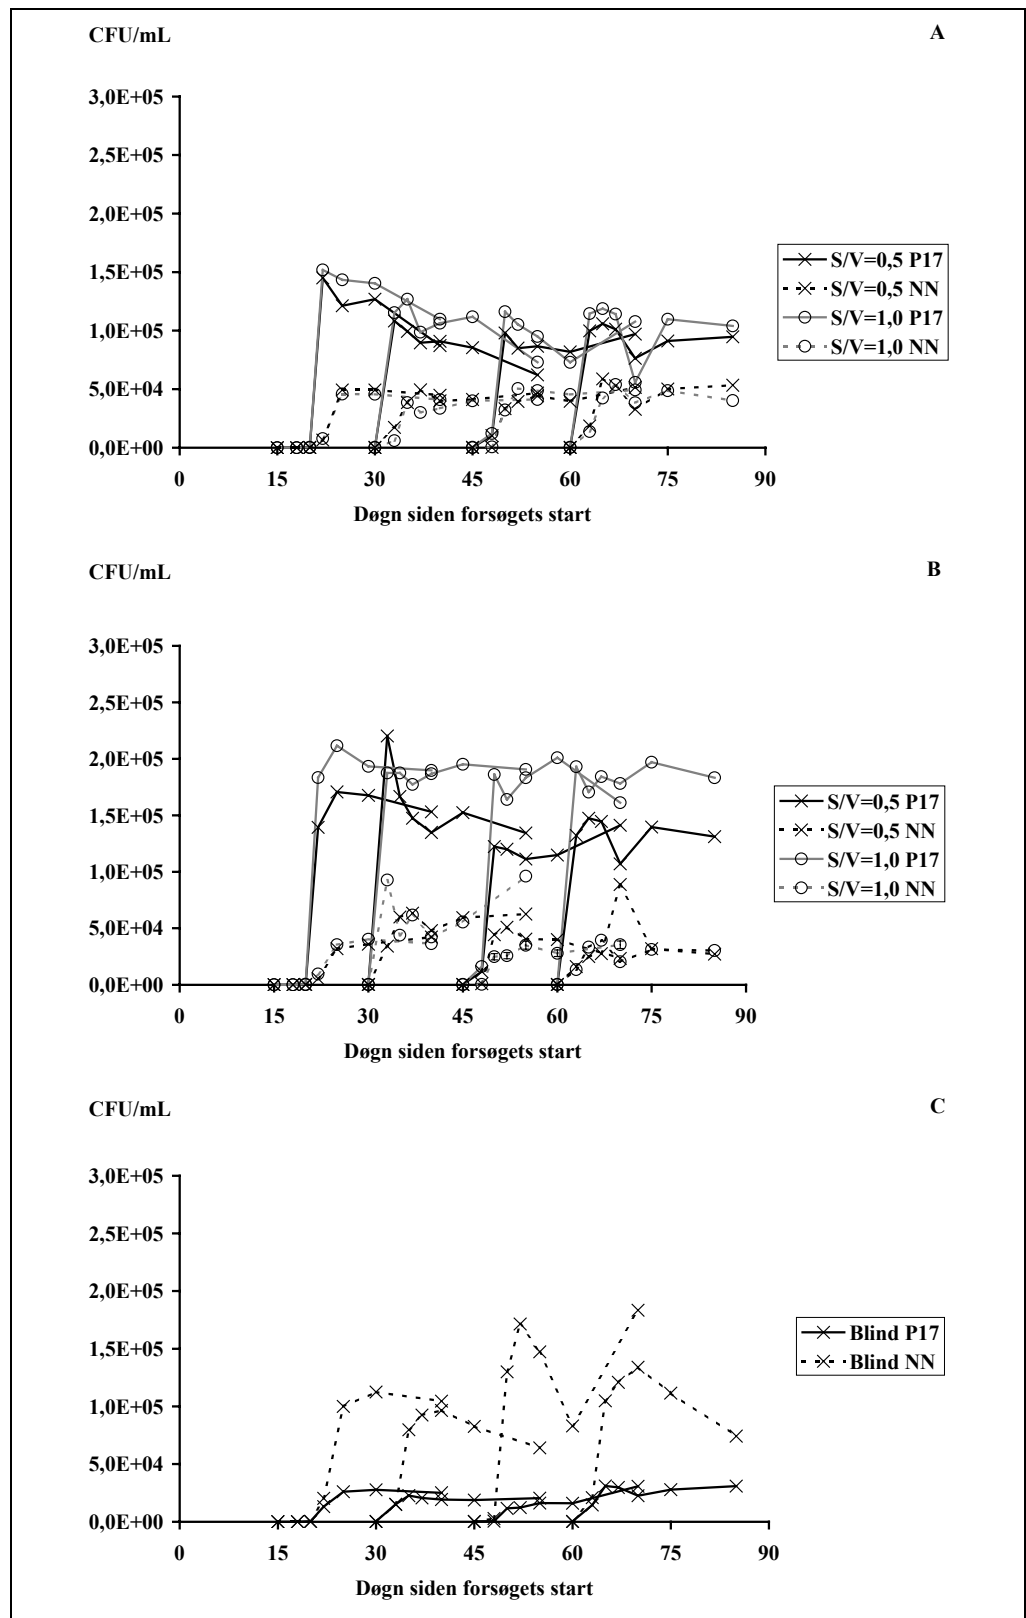 CFU/mL
A
3,0E+05
2,5E+05
2,0E+05
1,5E+05
1,0E+05
5,0E+04
0,0E+00
0 15 30 45 60 75 90
Døgn siden forsøgets start
S/V=0,5 P17
S/V=0,5 NN
S/V=1,0 P17
S/V=1,0 NN
CFU/mL
B
3,0E+05
2,5E+05
2,0E+05
1,5E+05
1,0E+05
5,0E+04
0,0E+00
0 15 30 45 60 75 90
Døgn siden forsøgets start
S/V=0,5 P17
S/V=0,5 NN
S/V=1,0 P17
S/V=1,0 NN
CFU/mL
C
3,0E+05
2,5E+05
2,0E+05
1,5E+05
1,0E+05
5,0E+04
0,0E+00
0 15 30 45 60 75 90
Døgn siden forsøgets start
Blind P17
Blind NN